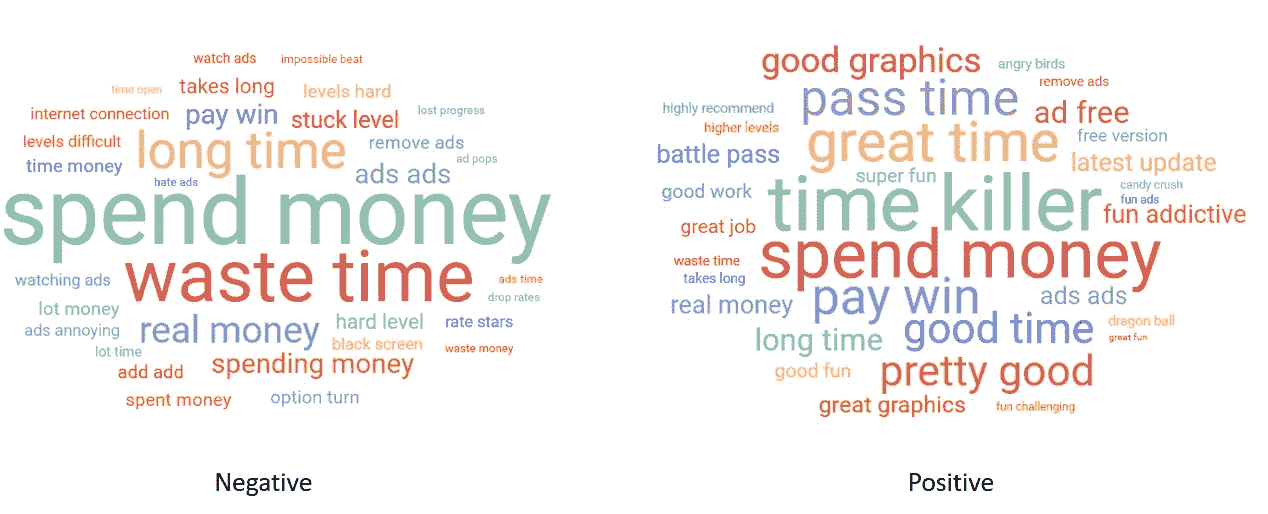 watch ads
impossible beat
time open
takes long
levels hard
internet connection
pay win
stuck level
lost progress
levels difficult
long time
remove ads
time money
ad pops
hate ads
ads ads
spend money
waste time
watching ads
ads time
lot money
drop rates
ads annoying
real money
hard level
rate stars
lot time
black screen
waste money
add add
spending money
spent money
option turn
Negative
good graphics
angry birds
remove ads
highly recommend
pass time
ad free
higher levels
great time
free version
battle pass
latest update
super fun
good work
time killer
candy crush
fun ads
great job
fun addictive
waste time
spend money
takes long
real money
pay win
ads ads
long time
good time
dragon ball
great fun
good fun
pretty good
great graphics
fun challenging
Positive